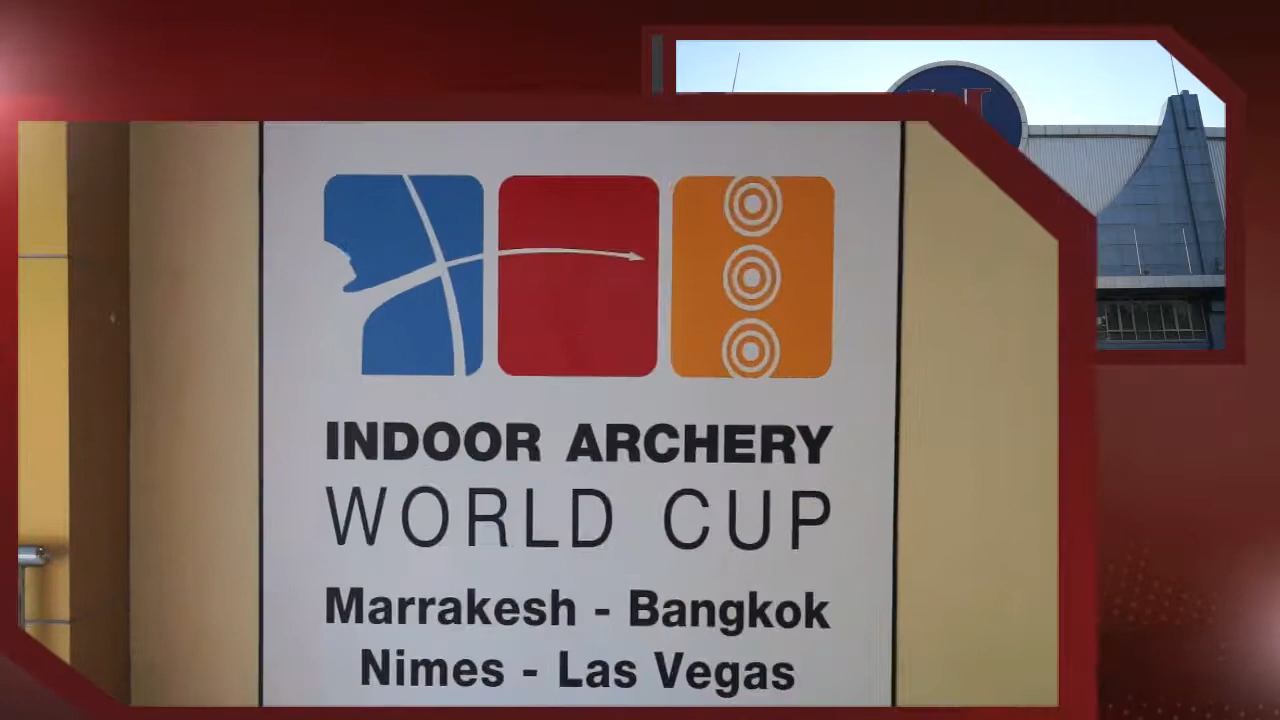 INDOOR ARCHERY
WORLD CUP
Marrakesh - Bangkok
Nimes - Las Vegas